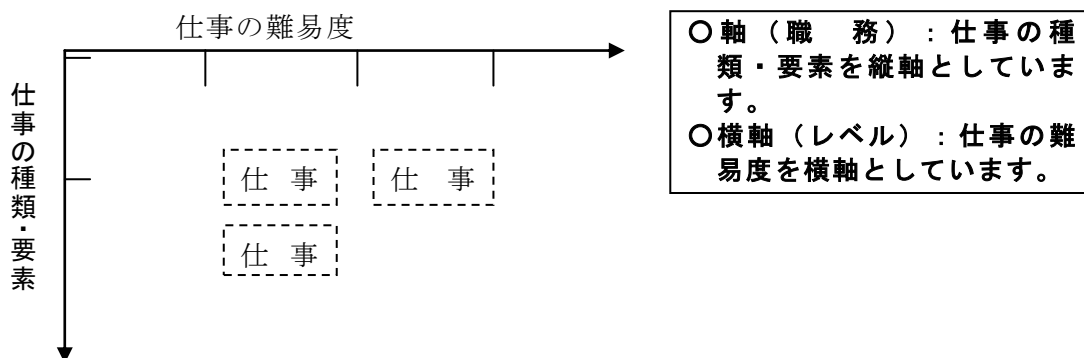 仕事の難易度
仕事の種類・要素
仕 事
仕 事
仕 事
〇軸(職　務):仕事の種
類・要素を縦軸としていま
す。
〇横軸(レベル):仕事の難
易度を横軸としています。